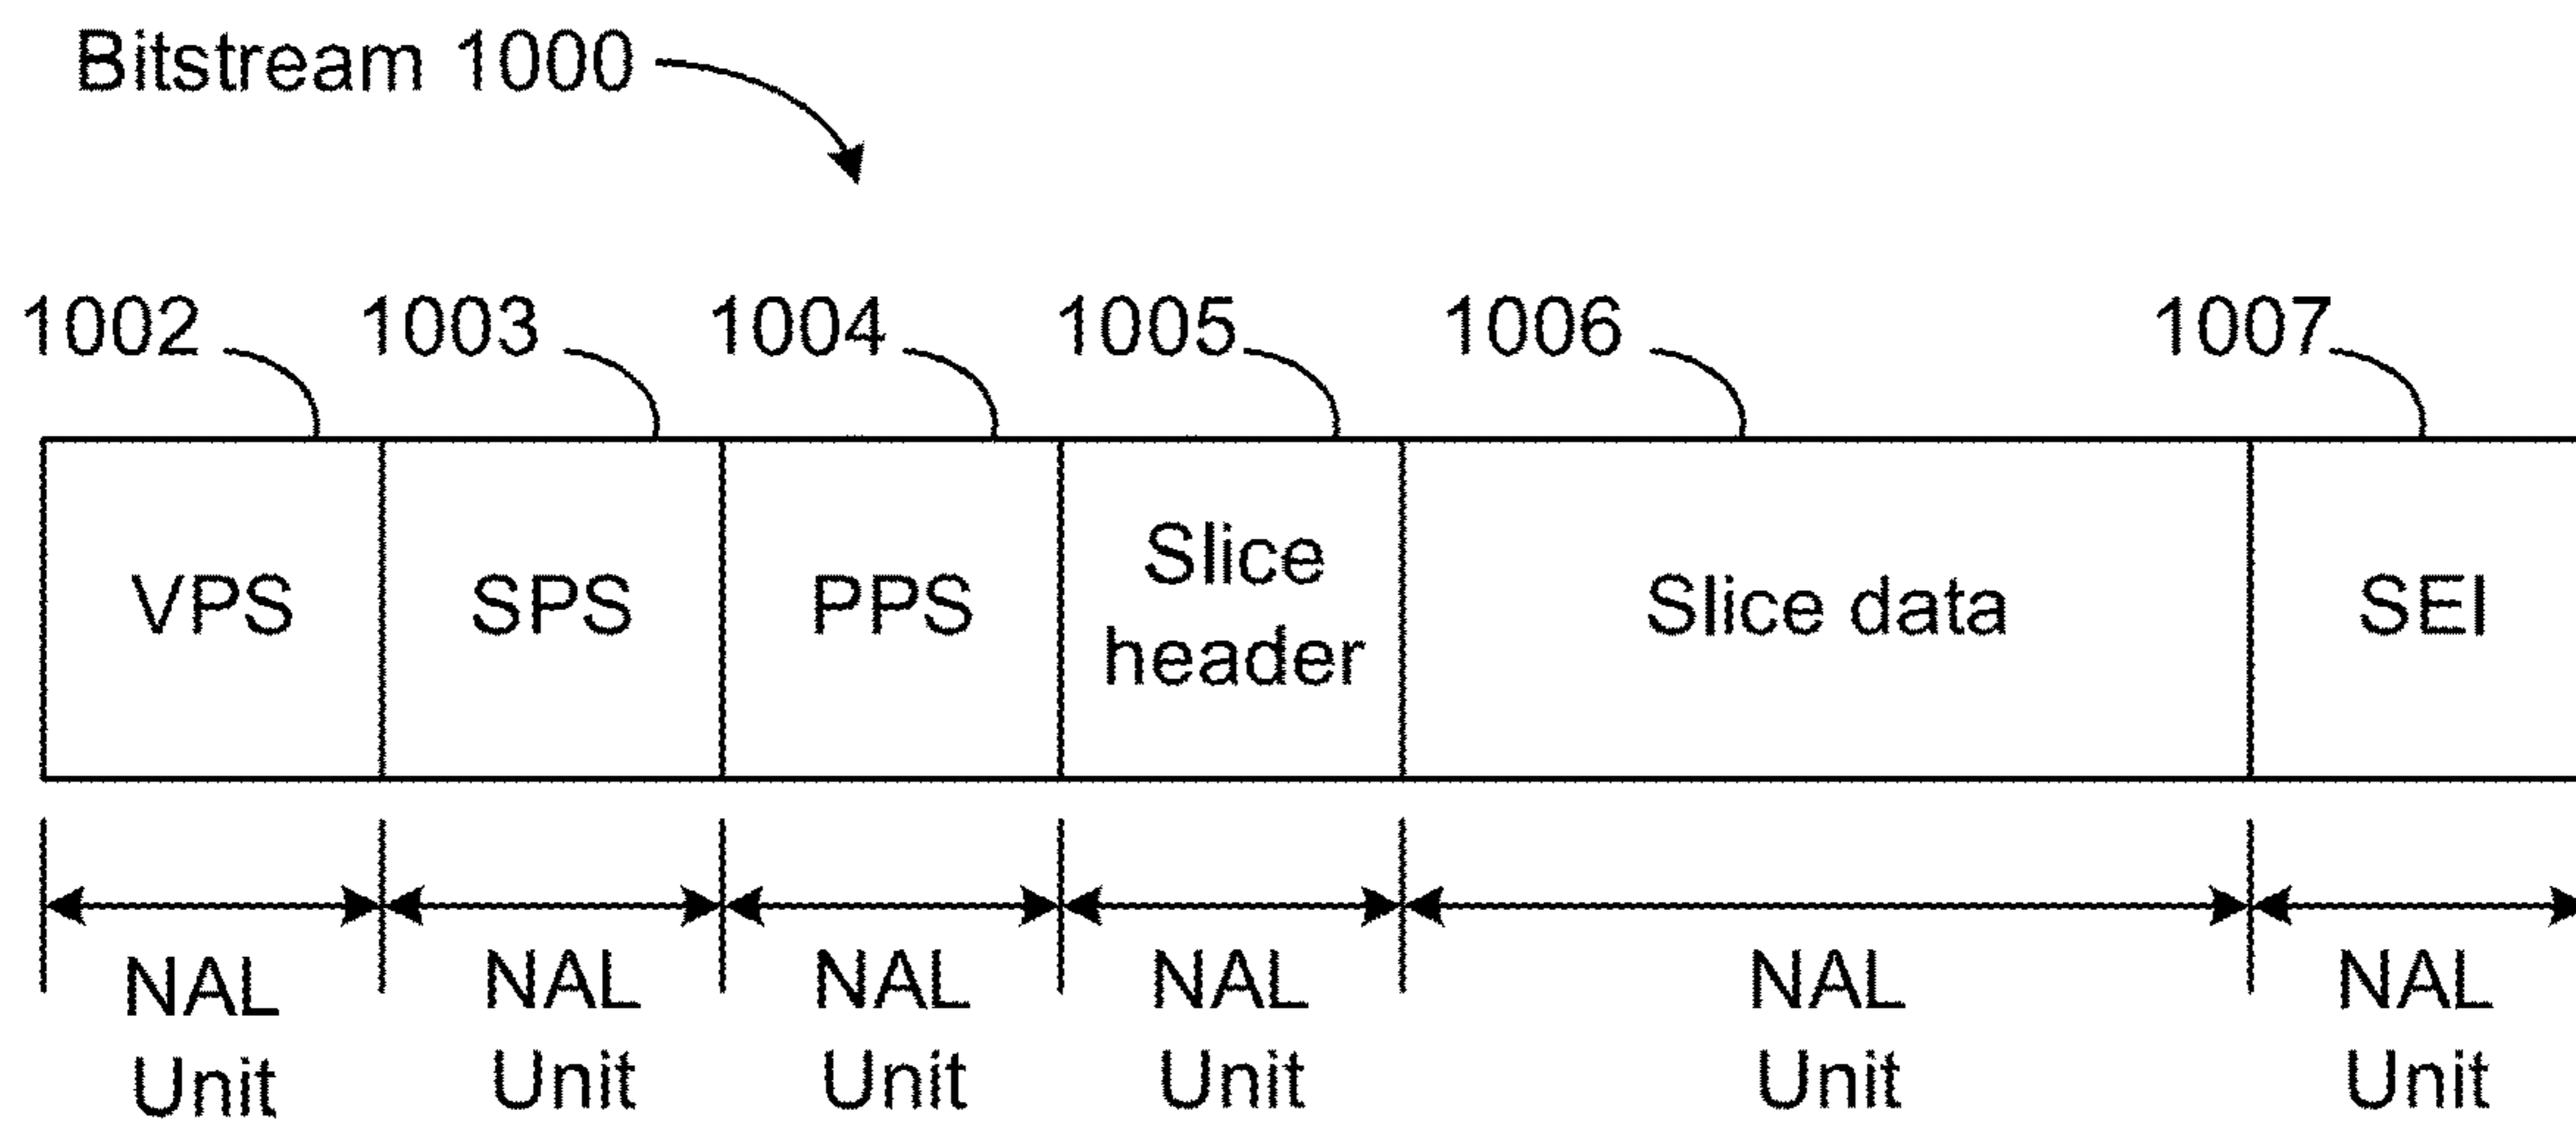 Bitstream 1000
1002 1003 1004 1005 1006 1007
VPS SPS PPS Slice header Slice data SEI
NAL Unit NAL Unit NAL Unit NAL Unit NAL Unit NAL Unit